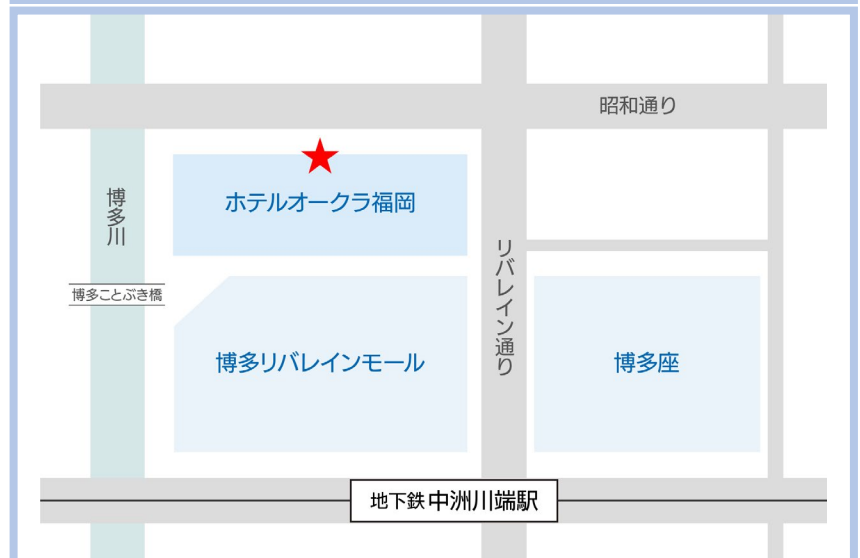 昭和通り
ホテルオークラ福岡
博多川
リバレイン通り
博多ことぶき橋
博多リバレインモール
博多座
地下鉄 中洲川端駅